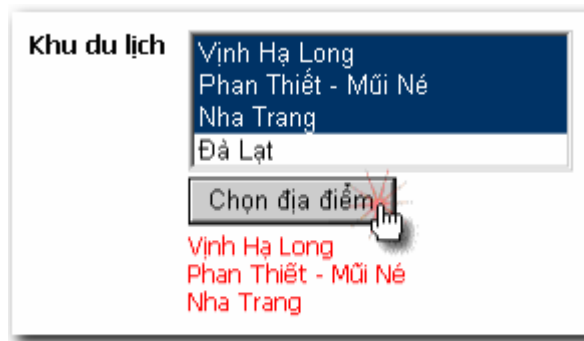 Khu du lịch
Vịnh Hạ Long
Phan Thiết - Mũi Né
Nha Trang
Đà Lạt
Chọn địa điểm
Vịnh Hạ Long
Phan Thiết - Mũi Né
Nha Trang